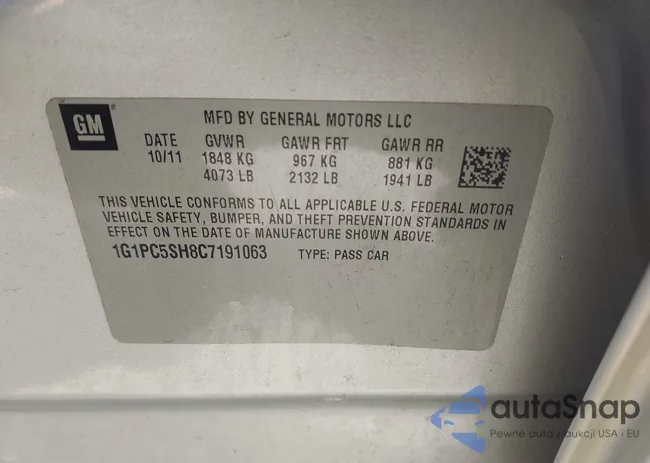 GM
MFD BY GENERAL MOTORS LLC
DATE GVWR GAWR FRT GAWR RR
10/11 1848 KG 967 KG 881 KG
4073 LB 2132 LB 1941 LB
THIS VEHICLE CONFORMS TO ALL APPLICABLE U.S. FEDERAL MOTOR
VEHICLE SAFETY, BUMPER, AND THEFT PREVENTION STANDARDS IN
EFFECT ON THE DATE OF MANUFACTURE SHOWN ABOVE.
1G1PC5SH8C7191063 TYPE: PASS CAR
autoSnap
Pewne auta z aukcji USA i EU